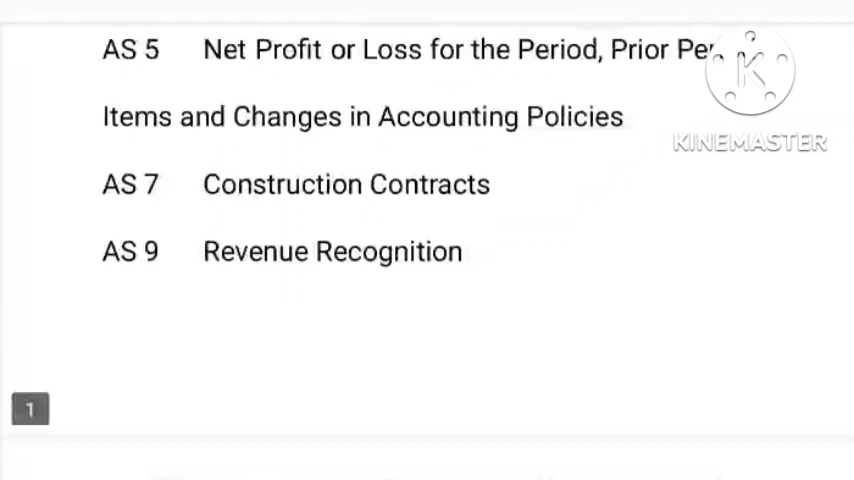 AS 5 Net Profit or Loss for the Period, Prior
Items and Changes in Accounting Policies
KINEMASTER
AS 7 Construction Contracts
AS 9 Revenue Recognition
1